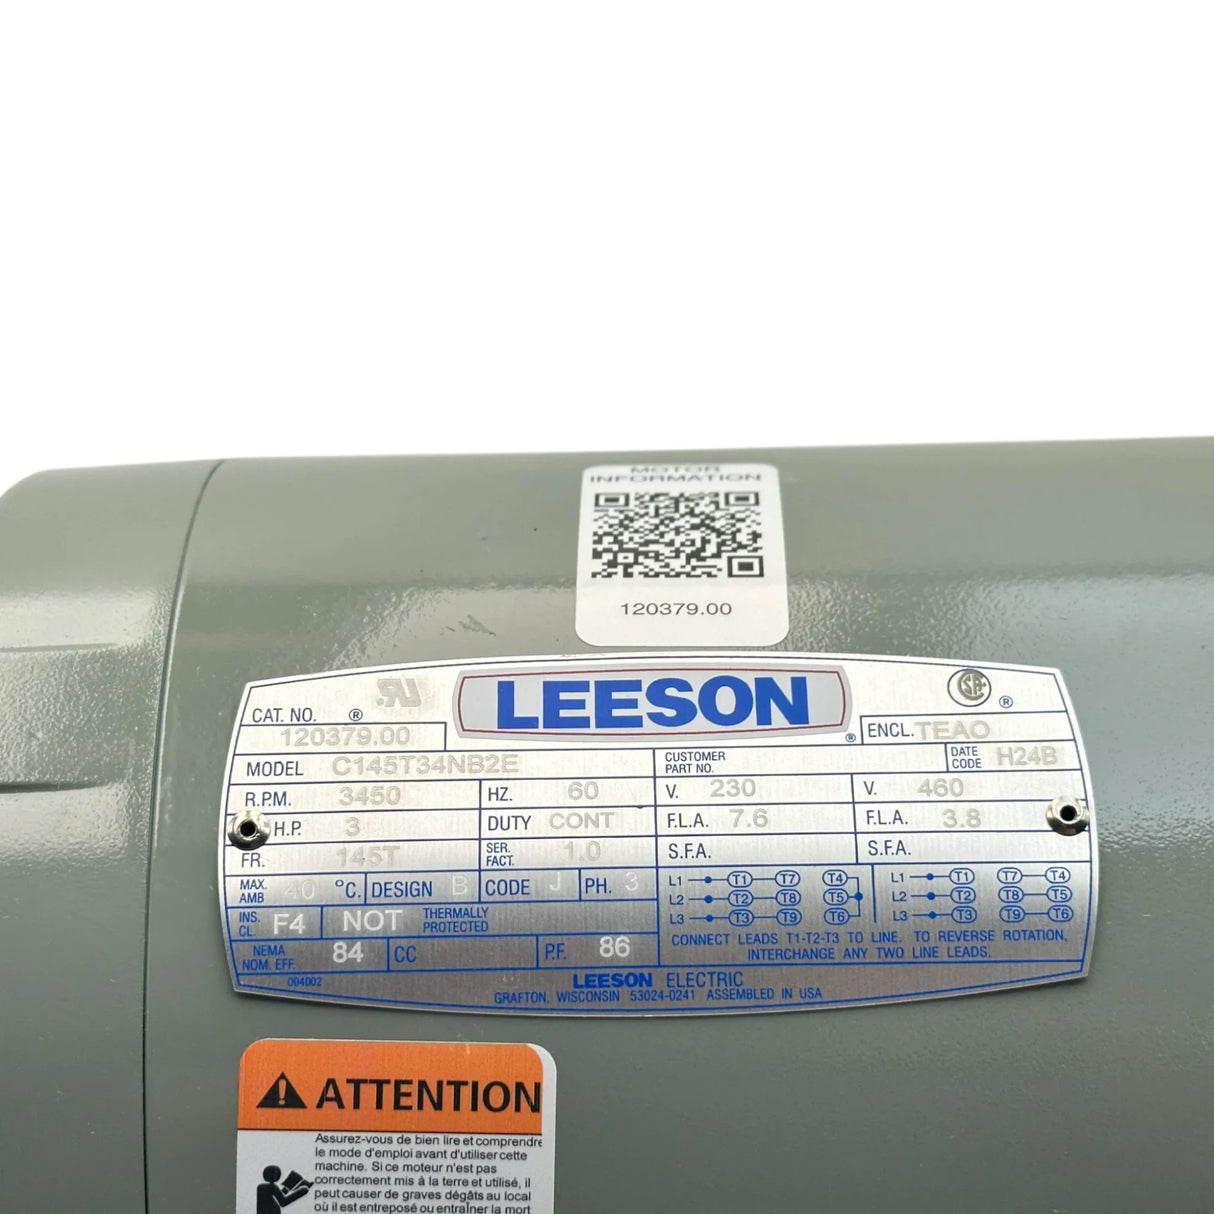 MOTOR
INFORMATION
120379.00
LEESON ®
CAT. NO. ®
120379.00
ENCL. TEAO ®
MODEL C145T34NB2E
CUSTOMER PART NO.
DATE CODE H24B
R.P.M. 3450 HZ. 60 V. 230 V. 460
H.P. 3 DUTY CONT F.L.A. 7.6 F.L.A. 3.8
FR. 145T SER. FACT. 1.0 S.F.A. S.F.A.
MAX. AMB 40 °C. DESIGN B CODE J PH. 3
INS. CL. F4 NOT THERMALLY PROTECTED
NEMA NOM. EFF. 84 CC P.F. 86
L1 T1 T7 T4 L1 T1 T7 T4
L2 T2 T8 T5 L2 T2 T8 T5
L3 T3 T9 T6 L3 T3 T9 T6
CONNECT LEADS T1-T2-T3 TO LINE. TO REVERSE ROTATION,
INTERCHANGE ANY TWO LINE LEADS.
004002
LEESON ELECTRIC
GRAFTON, WISCONSIN 53024-0241 ASSEMBLED IN USA
ATTENTION
Assurez-vous de bien lire et comprendre
le mode d'emploi avant d'utiliser cette
machine. Si ce moteur n'est pas
correctement mis à la terre et utilisé, il
peut causer de graves dégâts au local
où il est entreposé ou entraîner la mort